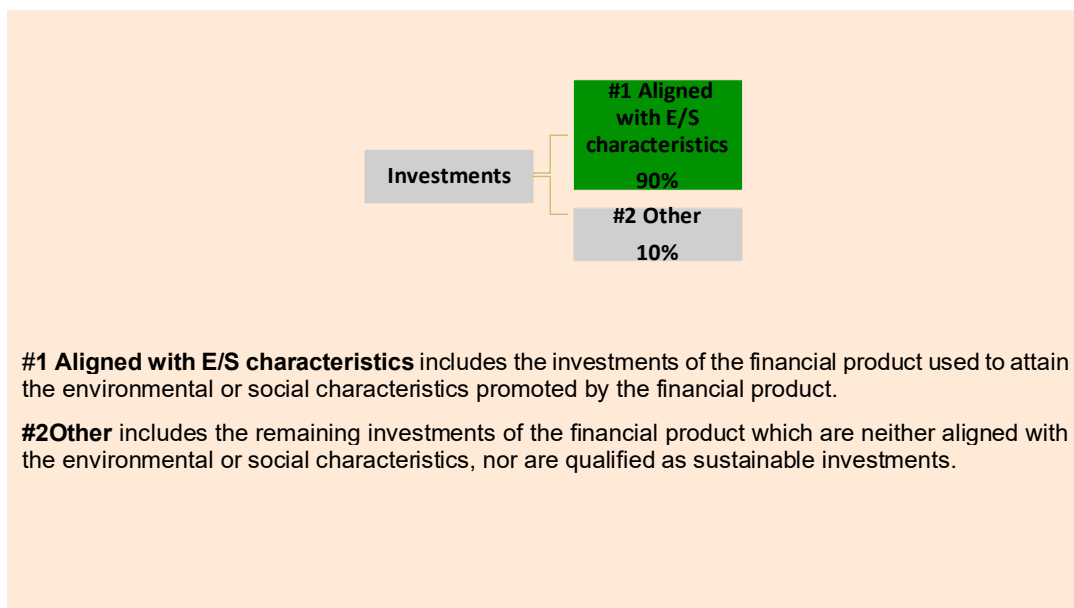 #1 Aligned
with E/S
characteristics
90%
Investments
#2 Other
10%
#1 Aligned with E/S characteristics includes the investments of the financial product used to attain
the environmental or social characteristics promoted by the financial product.
#2Other includes the remaining investments of the financial product which are neither aligned with
the environmental or social characteristics, nor are qualified as sustainable investments.